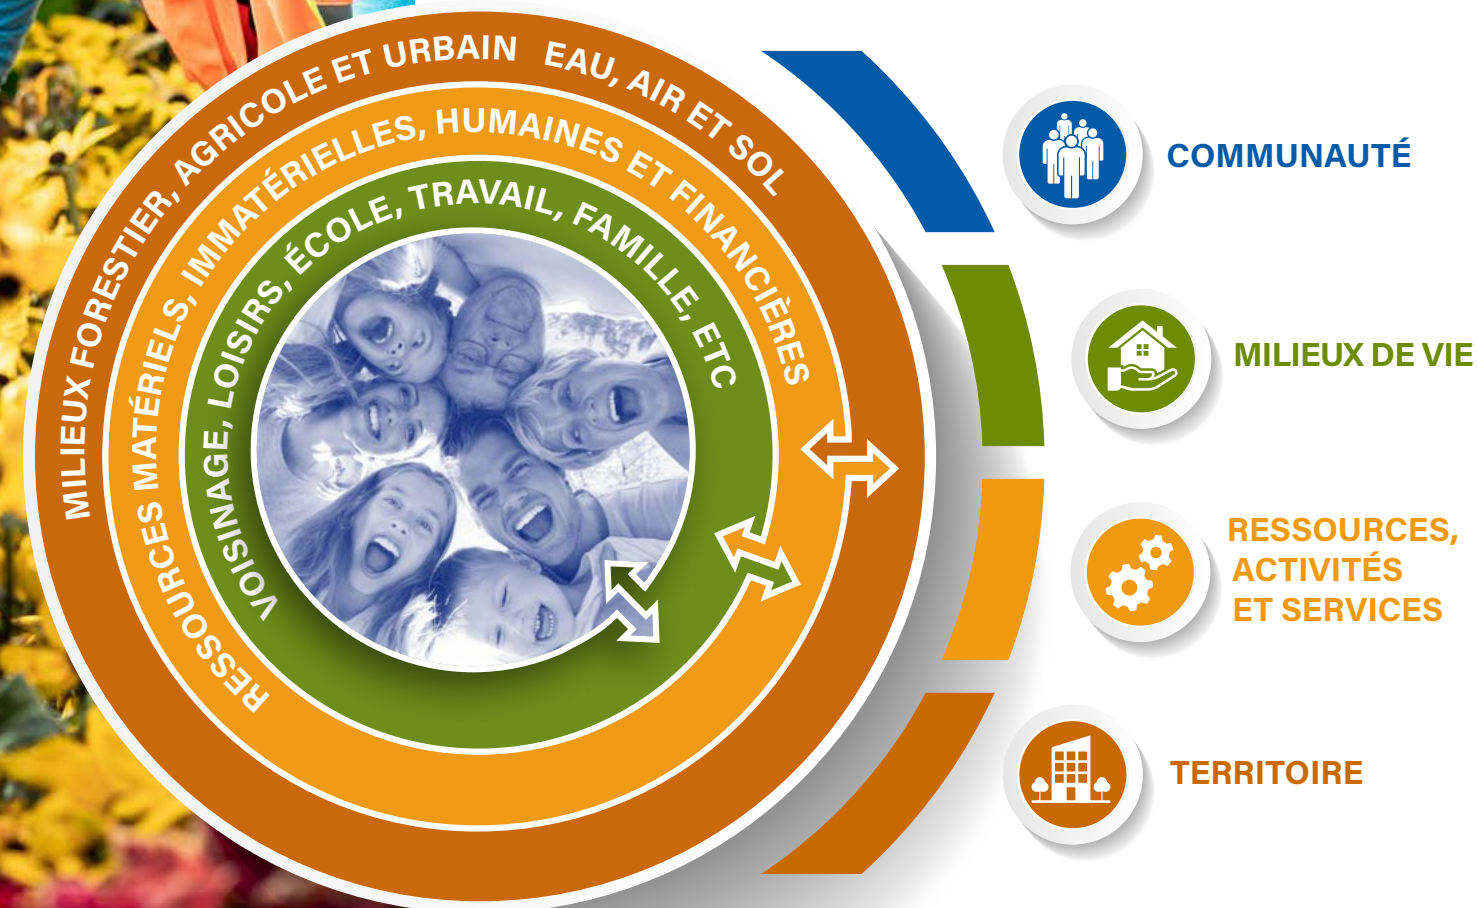 MILIEUX FORESTIER, AGRICOLE ET URBAIN EAU, AIR ET SOL
RESSOURCES MATÉRIELS, IMMATÉRIELLES, HUMAINES ET FINANCIÈRES
VOISINAGE, LOISIRS, ÉCOLE, TRAVAIL, FAMILLE, ETC
COMMUNAUTÉ
MILIEUX DE VIE
RESSOURCES,
ACTIVITÉS
ET SERVICES
TERRITOIRE